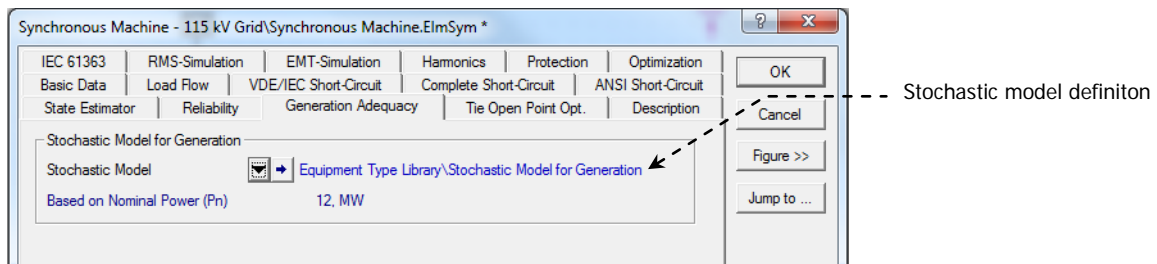 Synchronous Machine - 115 kV Grid\Synchronous Machine.ElmSym *
?
X
IEC 61363 RMS-Simulation EMT-Simulation Harmonics Protection Optimization
Basic Data Load Flow VDE/IEC Short-Circuit Complete Short-Circuit ANSI Short-Circuit
State Estimator Reliability Generation Adequacy Tie Open Point Opt. Description
OK
Cancel
Figure >>
Jump to ...
Stochastic Model for Generation
Stochastic Model Equipment Type Library\Stochastic Model for Generation
Based on Nominal Power (Pn) 12, MW
Stochastic model definiton